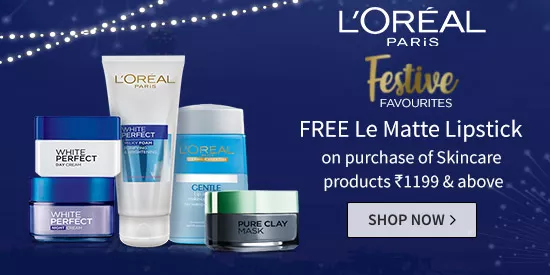 L'ORÉAL
PARIS
Festive
FAVOURITES
FREE Le Matte Lipstick
on purchase of Skincare
products ₹1199 & above
SHOP NOW >
L'ORÉAL
PARIS
WHITE
PERFECT
MILKY FOAM
WHITE
PERFECT
DAY CREAM
WHITE
PERFECT
NIGHT CREAM
L'ORÉAL
GENTLE
PURE CLAY
MASK